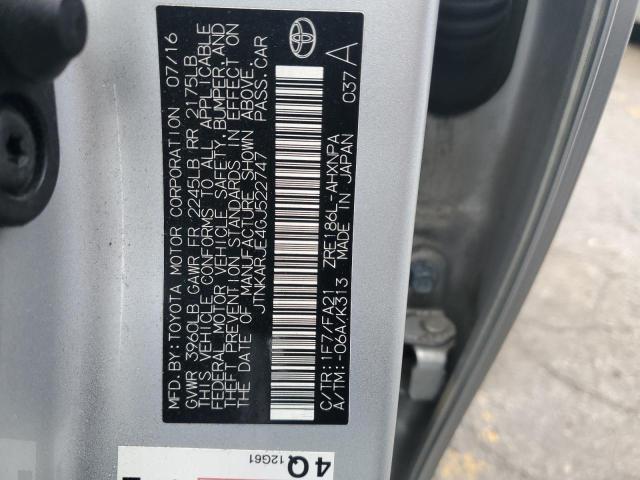 MFD. BY: TOYOTA MOTOR CORPORATION 07/16
GVWR 3960LB GAWR FR 2245LB RR 2175LB
THIS VEHICLE CONFORMS TO ALL APPLICABLE
FEDERAL MOTOR VEHICLE SAFETY, BUMPER, AND
THEFT PREVENTION STANDARDS IN EFFECT ON
THE DATE OF MANUFACTURE SHOWN ABOVE.
JTNKARJE4GJ522747 PASS. CAR
C/TR: 1F7/FA21 ZRE186L-AHXNPA
A/TM: -06A/K313 MADE IN JAPAN
037 A
4Q
12G61